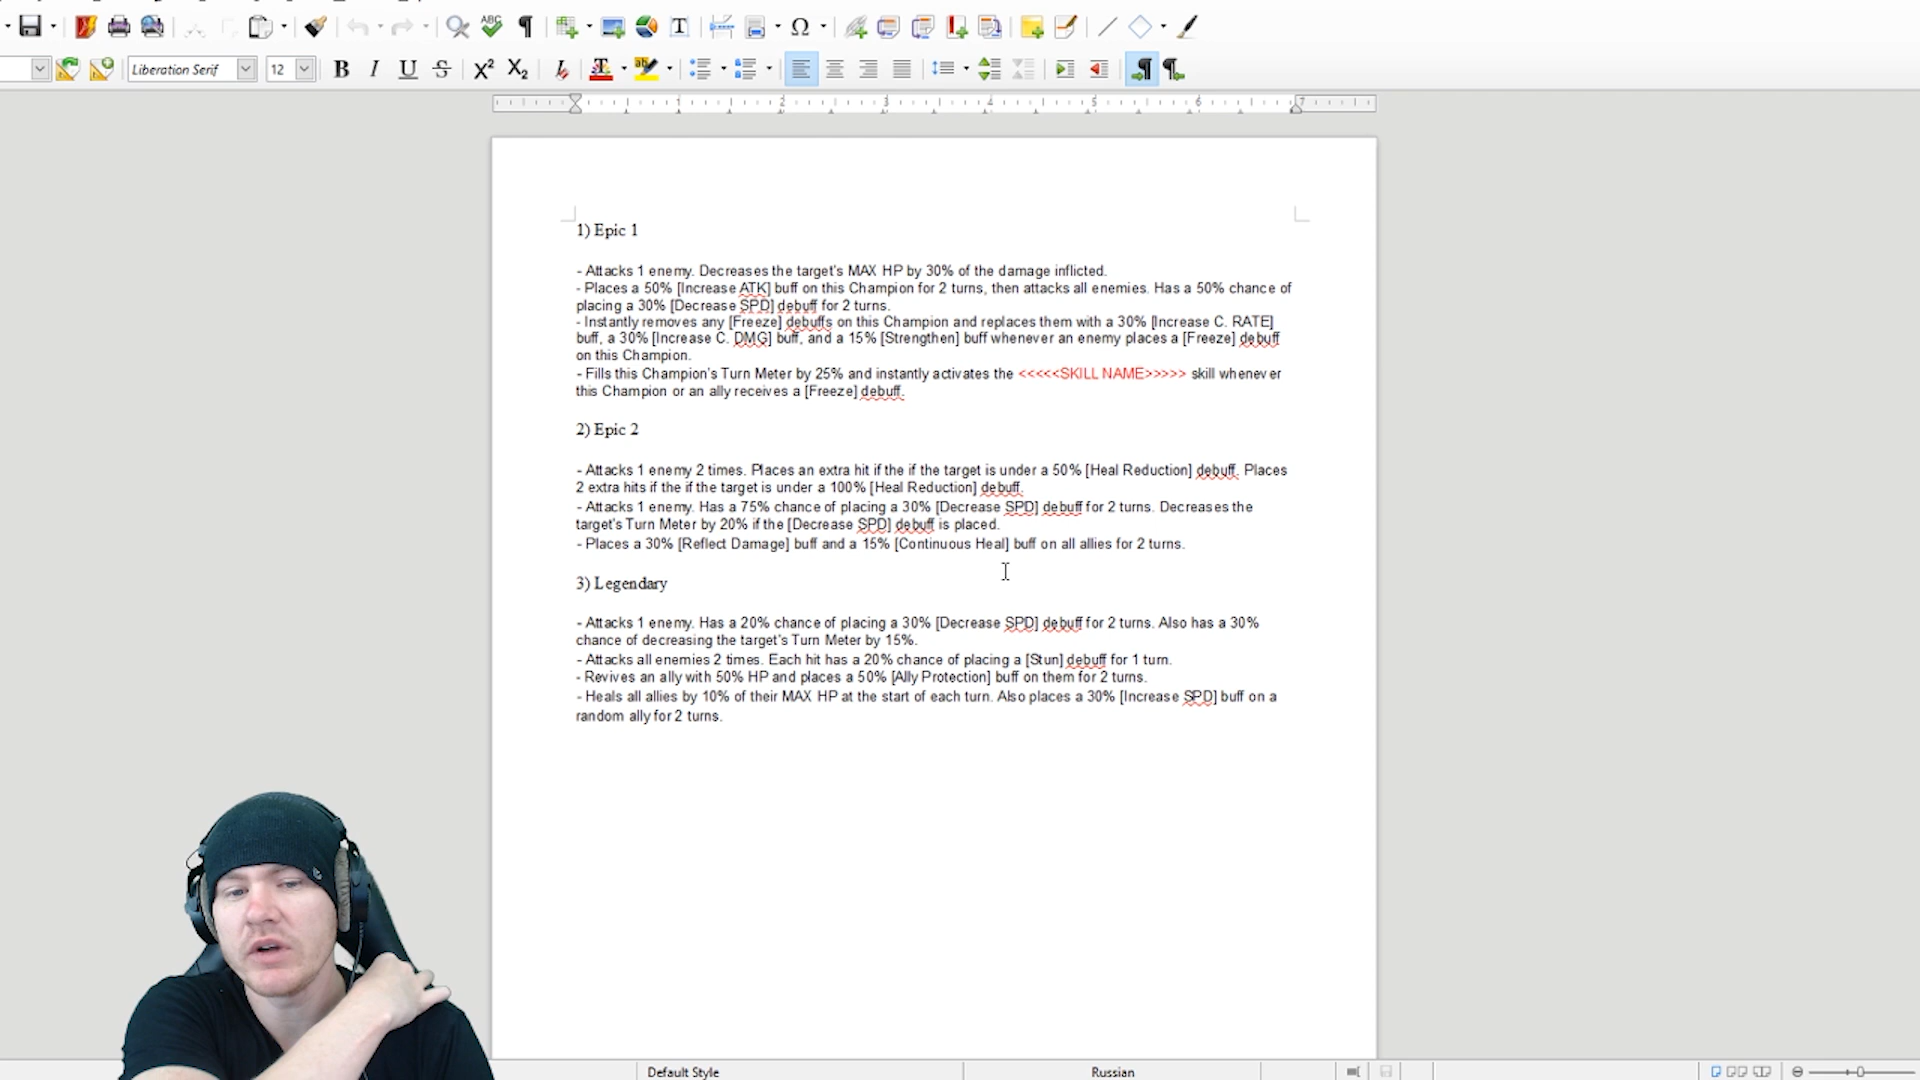 Liberation Serif 12
1 2 3 4 5 6 7
1) Epic 1
- Attacks 1 enemy. Decreases the target's MAX HP by 30% of the damage inflicted.
- Places a 50% [Increase ATK] buff on this Champion for 2 turns, then attacks all enemies. Has a 50% chance of
placing a 30% [Decrease SPD] debuff for 2 turns.
- Instantly removes any [Freeze] debuffs on this Champion and replaces them with a 30% [Increase C. RATE]
buff, a 30% [Increase C. DMG] buff, and a 15% [Strengthen] buff whenever an enemy places a [Freeze] debuff
on this Champion.
- Fills this Champion's Turn Meter by 25% and instantly activates the <<<<<SKILL NAME>>>>> skill whenever
this Champion or an ally receives a [Freeze] debuff.
2) Epic 2
- Attacks 1 enemy 2 times. Places an extra hit if the if the target is under a 50% [Heal Reduction] debuff. Places
2 extra hits if the if the target is under a 100% [Heal Reduction] debuff.
- Attacks 1 enemy. Has a 75% chance of placing a 30% [Decrease SPD] debuff for 2 turns. Decreases the
target's Turn Meter by 20% if the [Decrease SPD] debuff is placed.
- Places a 30% [Reflect Damage] buff and a 15% [Continuous Heal] buff on all allies for 2 turns.
3) Legendary
- Attacks 1 enemy. Has a 20% chance of placing a 30% [Decrease SPD] debuff for 2 turns. Also has a 30%
chance of decreasing the target's Turn Meter by 15%.
- Attacks all enemies 2 times. Each hit has a 20% chance of placing a [Stun] debuff for 1 turn.
- Revives an ally with 50% HP and places a 50% [Ally Protection] buff on them for 2 turns.
- Heals all allies by 10% of their MAX HP at the start of each turn. Also places a 30% [Increase SPD] buff on a
random ally for 2 turns.
Default Style Russian